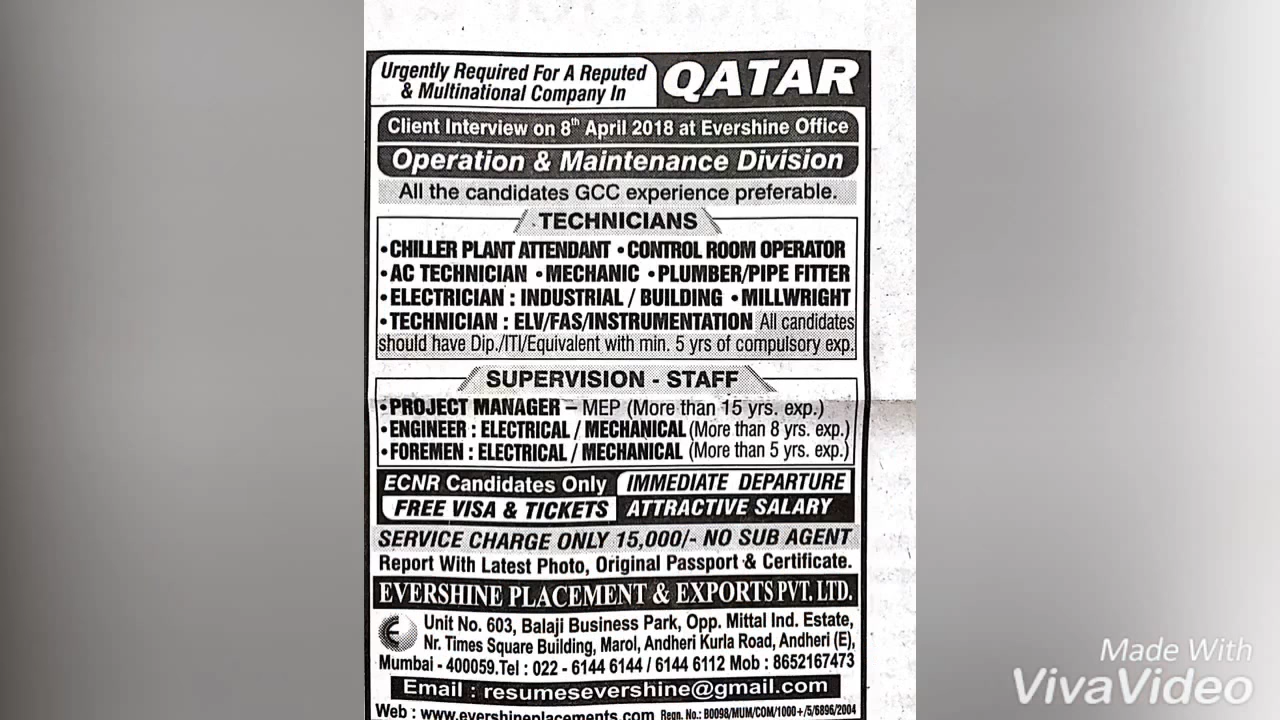 Urgently Required For A Reputed
& Multinational Company In
QATAR
Client Interview on 8th April 2018 at Evershine Office
Operation & Maintenance Division
All the candidates GCC experience preferable.
TECHNICIANS
•CHILLER PLANT ATTENDANT •CONTROL ROOM OPERATOR
•AC TECHNICIAN •MECHANIC •PLUMBER/PIPE FITTER
•ELECTRICIAN : INDUSTRIAL / BUILDING •MILLWRIGHT
•TECHNICIAN : ELV/FAS/INSTRUMENTATION All candidates
should have Dip./ITI/Equivalent with min. 5 yrs of compulsory exp.
SUPERVISION - STAFF
•PROJECT MANAGER – MEP (More than 15 yrs. exp.)
•ENGINEER : ELECTRICAL / MECHANICAL (More than 8 yrs. exp.)
•FOREMEN : ELECTRICAL / MECHANICAL (More than 5 yrs. exp.)
ECNR Candidates Only IMMEDIATE DEPARTURE
FREE VISA & TICKETS ATTRACTIVE SALARY
SERVICE CHARGE ONLY 15,000/- NO SUB AGENT
Report With Latest Photo, Original Passport & Certificate.
EVERSHINE PLACEMENT & EXPORTS PVT. LTD.
Unit No. 603, Balaji Business Park, Opp. Mittal Ind. Estate,
Nr. Times Square Building, Marol, Andheri Kurla Road, Andheri (E),
Mumbai - 400059.Tel : 022 - 6144 6144 / 6144 6112 Mob : 8652167473
Email : resumesevershine@gmail.com
Web : www.evershineplacements.com Regn. No.: B0098/MUM/COM/1000+/5/6896/2004
Made With
VivaVideo